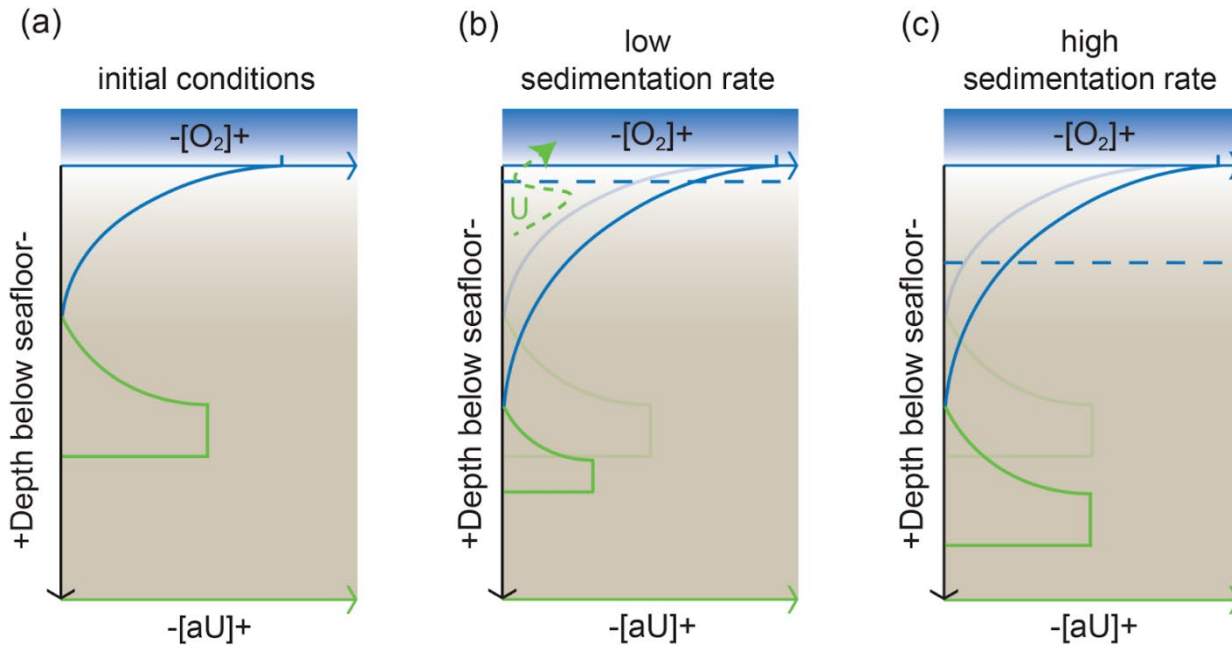 (a)
initial conditions
-[O₂]+
+Depth below seafloor-
-[aU]+
(b)
low
sedimentation rate
-[O₂]+
U
+Depth below seafloor-
-[aU]+
(c)
high
sedimentation rate
-[O₂]+
+Depth below seafloor-
-[aU]+